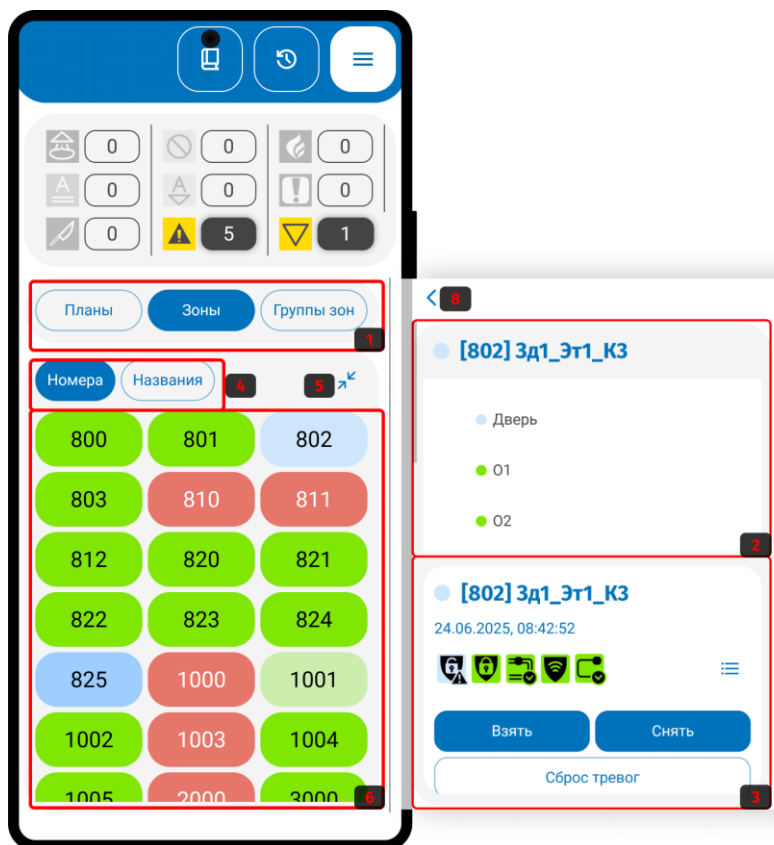 0 0 0
A A 0 0 0
0 5 1
Планы Зоны Группы зон
1
Номера Названия 4 5
800 801 802
803 810 811
812 820 821
822 823 824
825 1000 1001
1002 1003 1004
1005 2000 3000
6
8
[802] Зд1_Эт1_К3
Дверь
О1
О2
2
[802] Зд1_Эт1_К3
24.06.2025, 08:42:52
Взять Снять
Сброс тревог
3